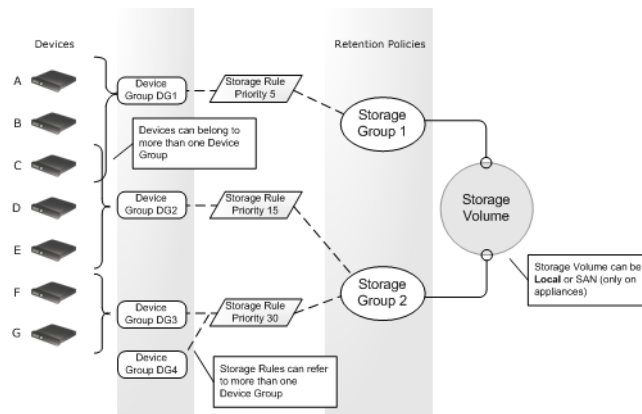 Devices
Retention Policies
A
B
C
D
E
F
G
Device
Group DG1
Storage Rule
Priority 5
Storage
Group 1
Devices can belong to
more than one Device
Group
Device
Group DG2
Storage Rule
Priority 15
Storage
Volume
Storage Volume can be
Local or SAN (only on
appliances)
Storage
Group 2
Device
Group DG3
Storage Rule
Priority 30
Device
Group DG4
Storage Rules can refer
to more than one
Device Group